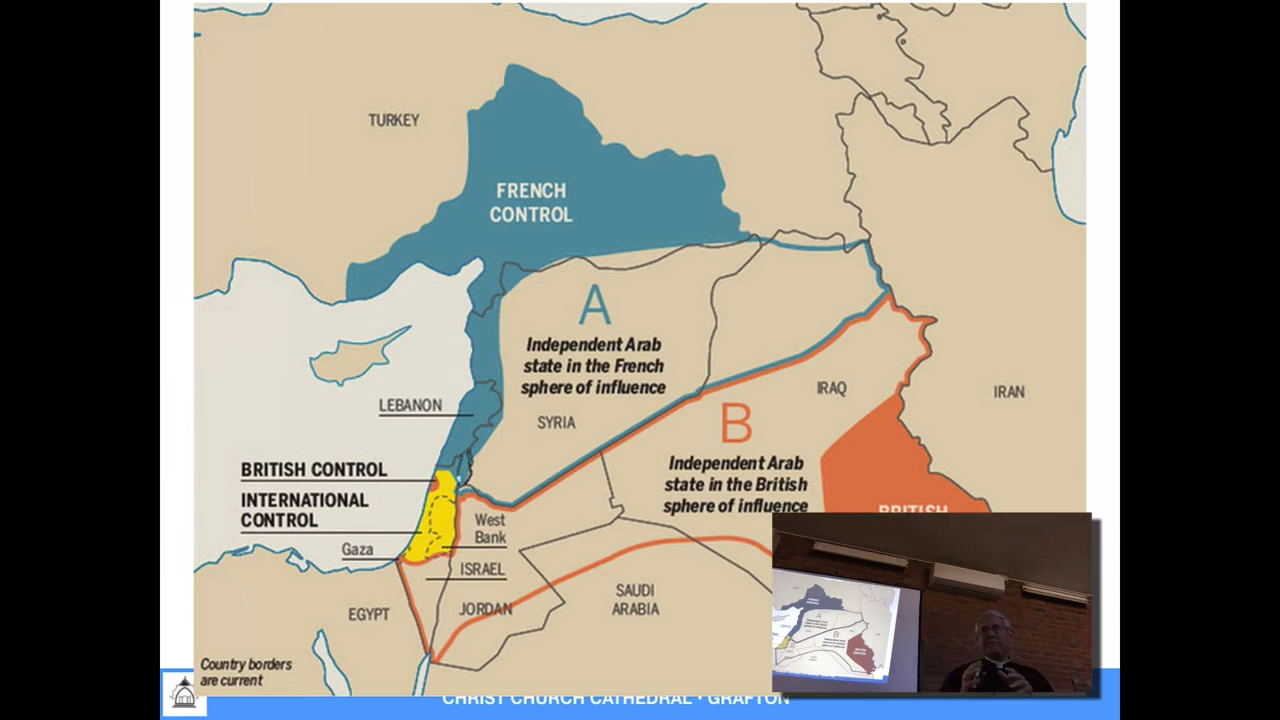 TURKEY
FRENCH
CONTROL
A
Independent Arab
state in the French
sphere of influence
LEBANON
SYRIA
IRAQ
IRAN
B
Independent Arab
state in the British
sphere of influence
BRITISH CONTROL
INTERNATIONAL
CONTROL
BRITISH
West
Bank
Gaza
ISRAEL
EGYPT
JORDAN
SAUDI
ARABIA
Country borders
are current
CHRIST CHURCH CATHEDRAL · GRAFTON